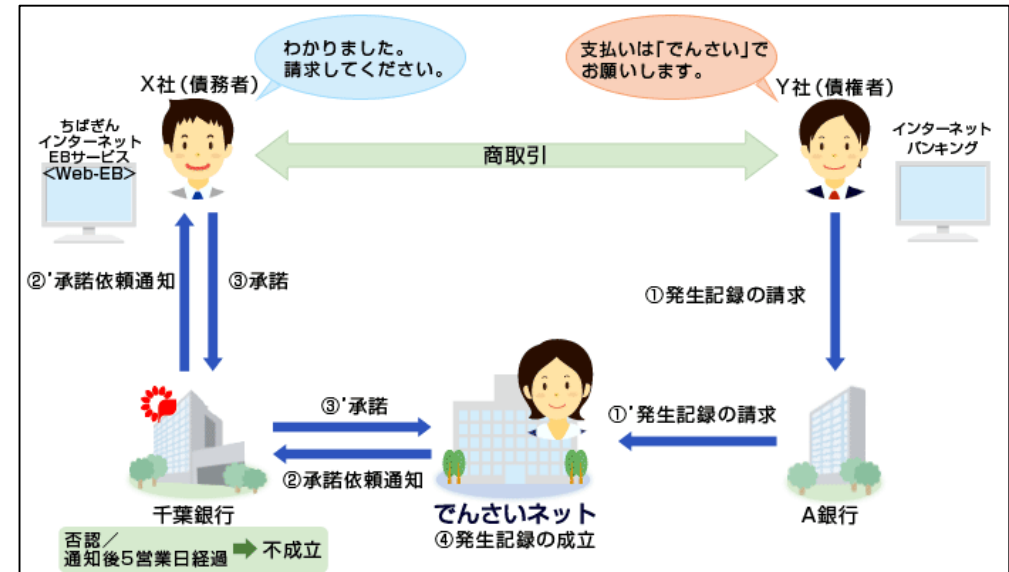 わかりました。
請求してください。
支払いは「でんさい」で
お願いします。
X社(債務者)
Y社(債権者)
ちばぎん
インターネット
EBサービス
<Web-EB>
インターネット
バンキング
商取引
②'承諾依頼通知
③承諾
①発生記録の請求
③'承諾
①'発生記録の請求
②承諾依頼通知
千葉銀行
でんさいネット
A銀行
④発生記録の成立
否認/
通知後5営業日経過
不成立